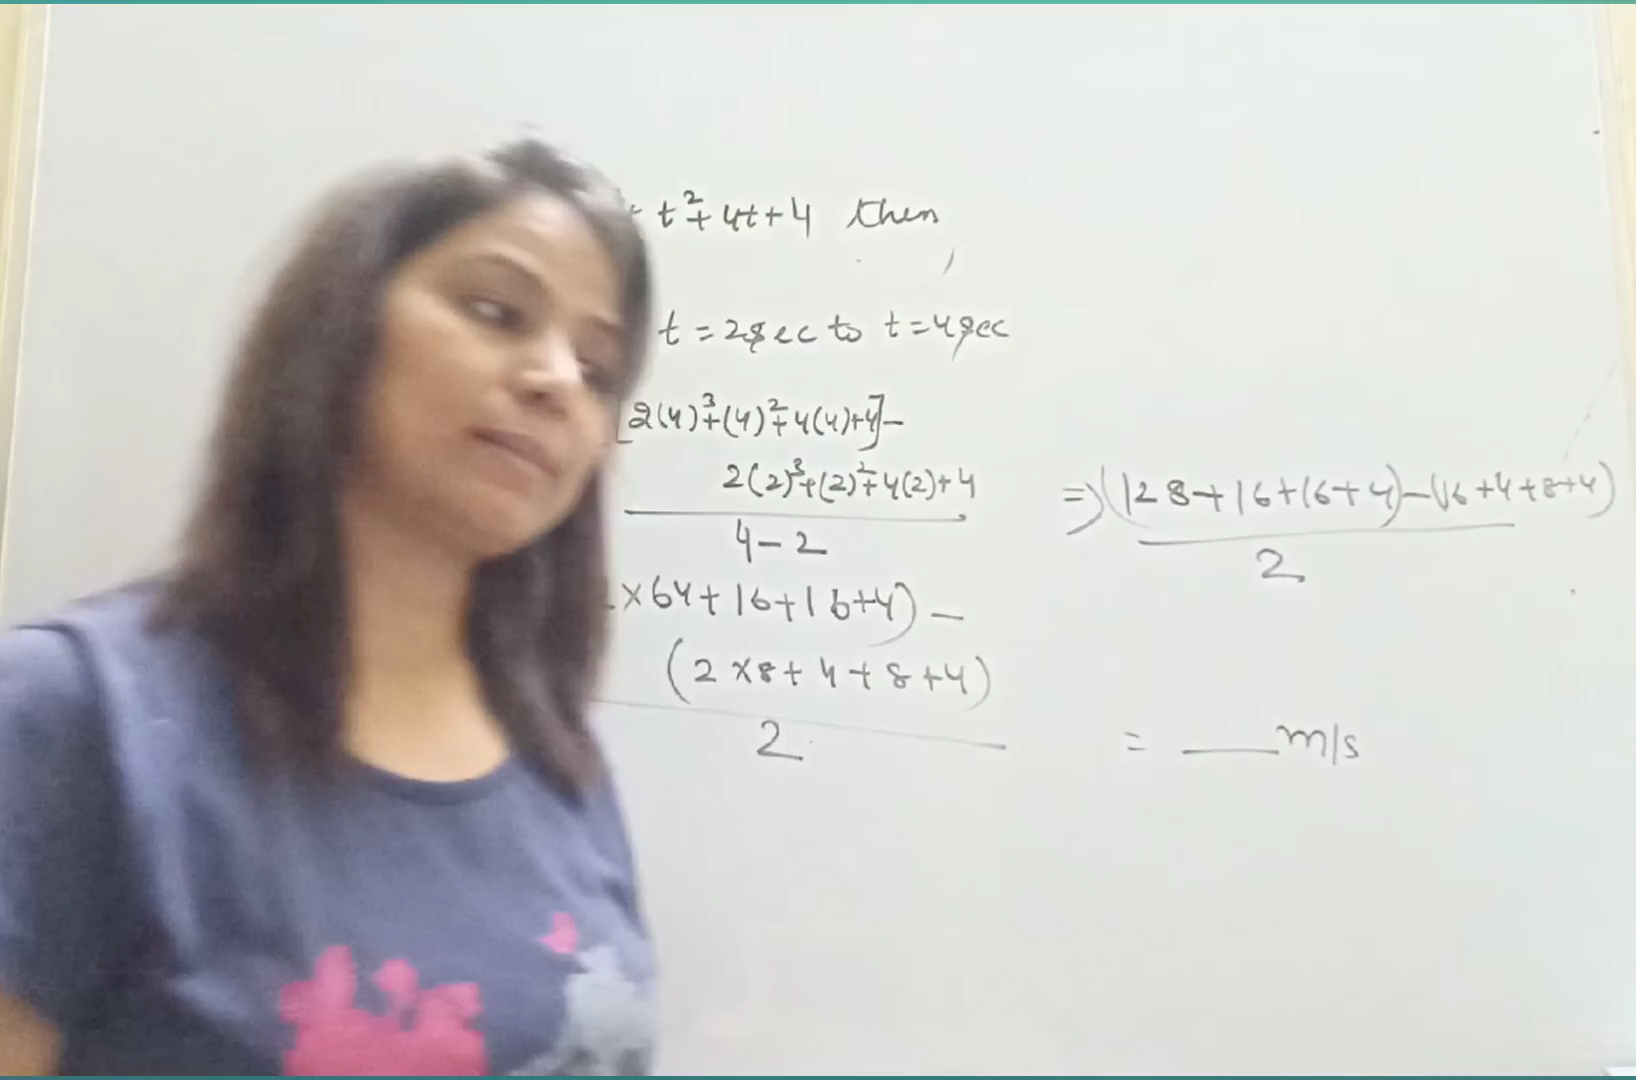 t²+4t+4 then,
t = 2sec to t = 4sec
[2(4)³+(4)²+4(4)+4]-
2(2)³+(2)²+4(2)+4
4-2
×64+16+16+4)-
(2×8+4+8+4)
2
⇒ (128+16+16+4)-(16+4+8+4)
2
= ___ m/s